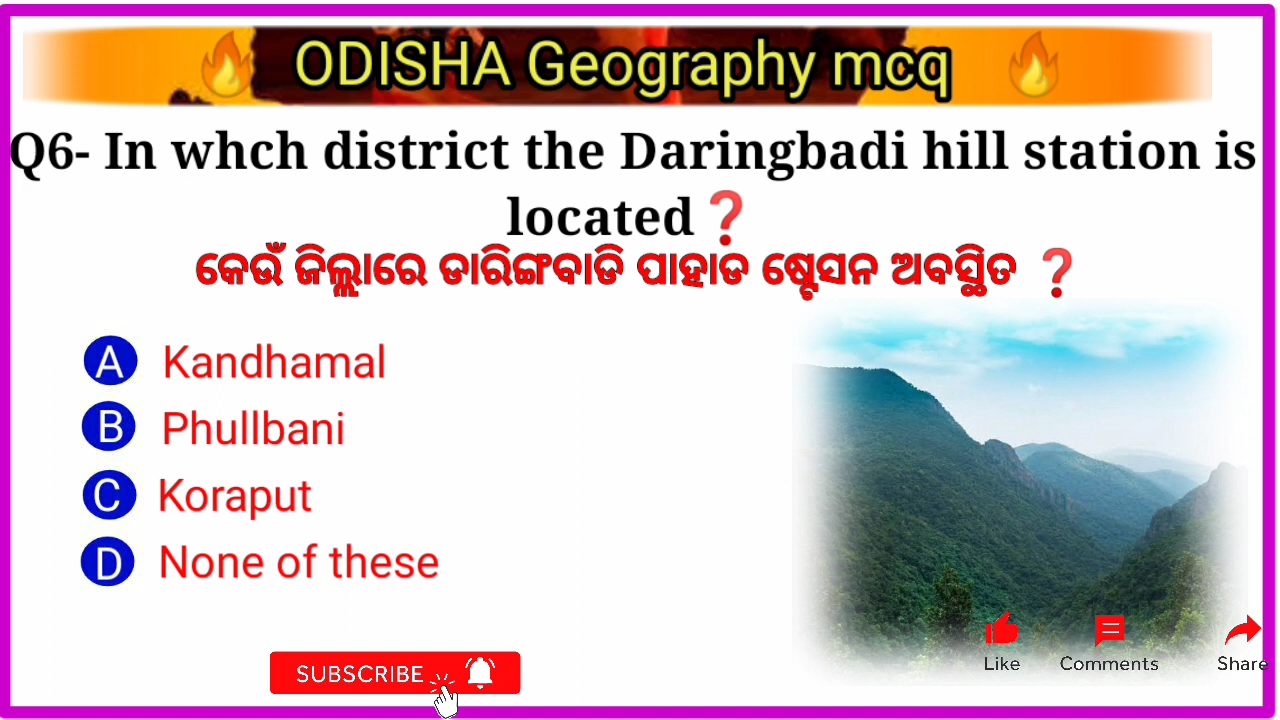 🔥 ODISHA Geography mcq 🔥
Q6- In whch district the Daringbadi hill station is
located❓
କେଉଁ ଜିଲ୍ଲାରେ ଡାରିଙ୍ଗବାଡି ପାହାଡ ଷ୍ଟେସନ ଅବସ୍ଥିତ ❓
A Kandhamal
B Phullbani
C Koraput
D None of these
SUBSCRIBE
Like Comments Share